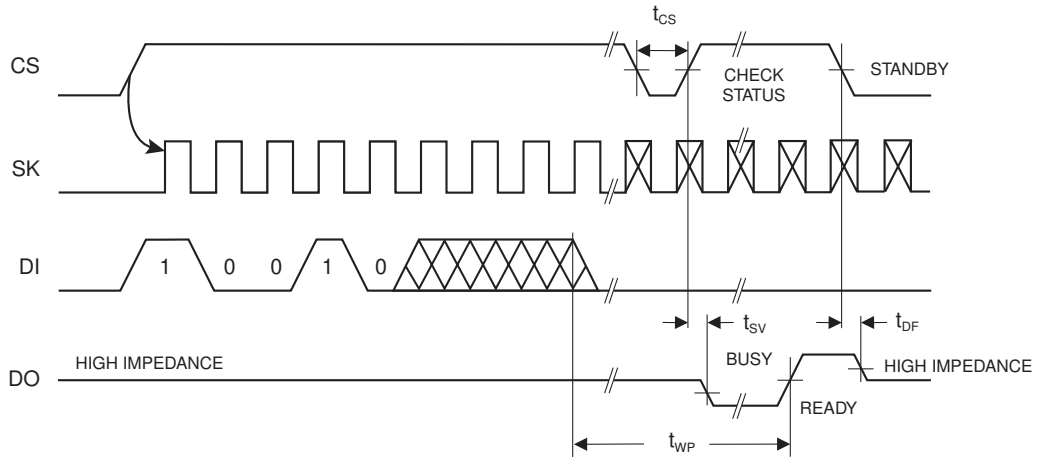 tCS
CS
CHECK
STATUS
STANDBY
SK
DI
1 0 0 1 0
tSV
tDF
HIGH IMPEDANCE
BUSY
HIGH IMPEDANCE
DO
READY
tWP